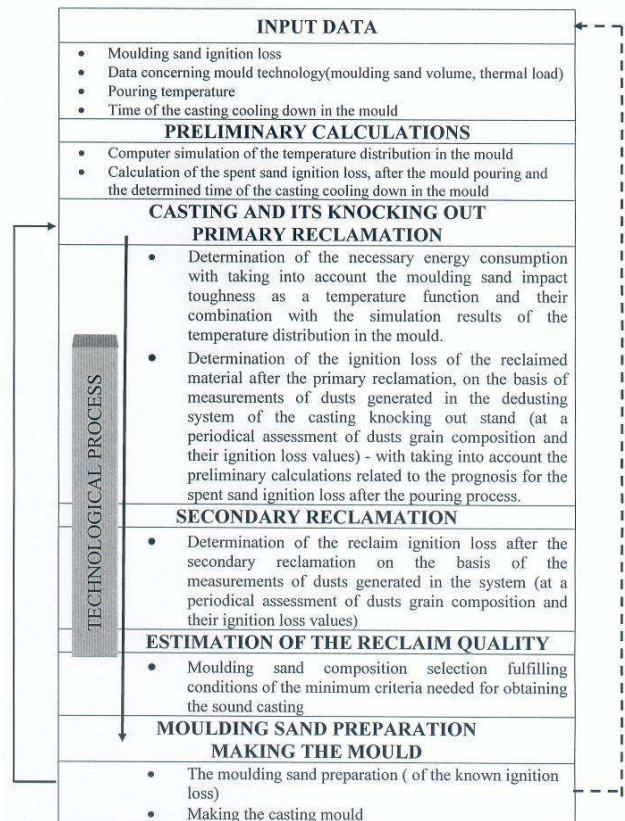 INPUT DATA
• Moulding sand ignition loss
• Data concerning mould technology(moulding sand volume, thermal load)
• Pouring temperature
• Time of the casting cooling down in the mould
PRELIMINARY CALCULATIONS
• Computer simulation of the temperature distribution in the mould
• Calculation of the spent sand ignition loss, after the mould pouring and
the determined time of the casting cooling down in the mould
CASTING AND ITS KNOCKING OUT
PRIMARY RECLAMATION
• Determination of the necessary energy consumption
with taking into account the moulding sand impact
toughness as a temperature function and their
combination with the simulation results of the
temperature distribution in the mould.
• Determination of the ignition loss of the reclaimed
material after the primary reclamation, on the basis of
measurements of dusts generated in the dedusting
system of the casting knocking out stand (at a
periodical assessment of dusts grain composition and
their ignition loss values) - with taking into account the
preliminary calculations related to the prognosis for the
spent sand ignition loss after the pouring process.
TECHNOLOGICAL PROCESS
SECONDARY RECLAMATION
• Determination of the reclaim ignition loss after the
secondary reclamation on the basis of the
measurements of dusts generated in the system (at a
periodical assessment of dusts grain composition and
their ignition loss values)
ESTIMATION OF THE RECLAIM QUALITY
• Moulding sand composition selection fulfilling
conditions of the minimum criteria needed for obtaining
the sound casting
MOULDING SAND PREPARATION
MAKING THE MOULD
• The moulding sand preparation ( of the known ignition
loss)
• Making the casting mould